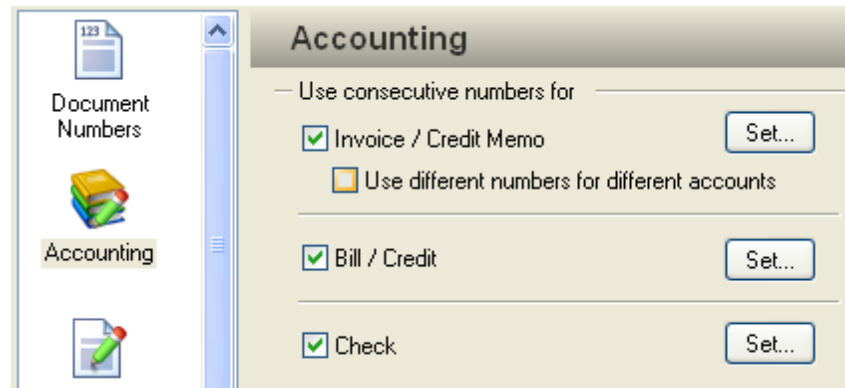 123
Document
Numbers
Accounting
Accounting
Use consecutive numbers for
Invoice / Credit Memo
Set...
Use different numbers for different accounts
Bill / Credit
Set...
Check
Set...